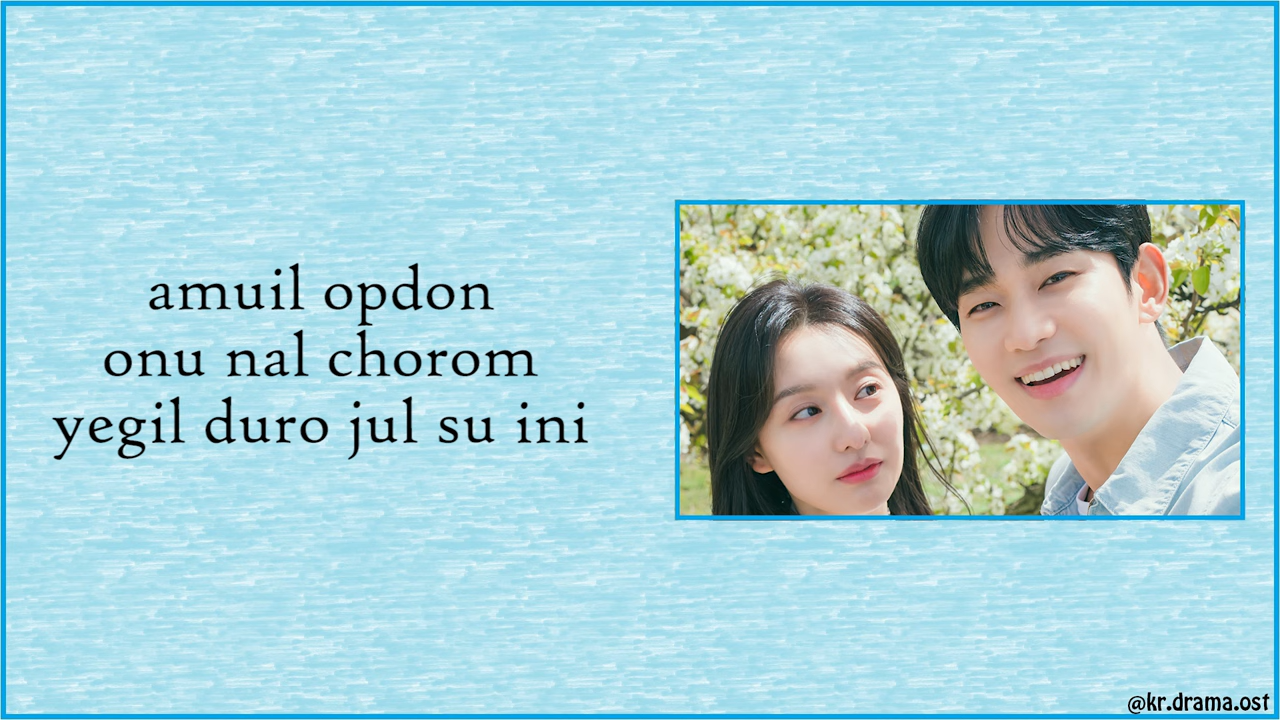 amuil opdon
onu nal chorom
yegil duro jul su ini
@kr.drama.ost